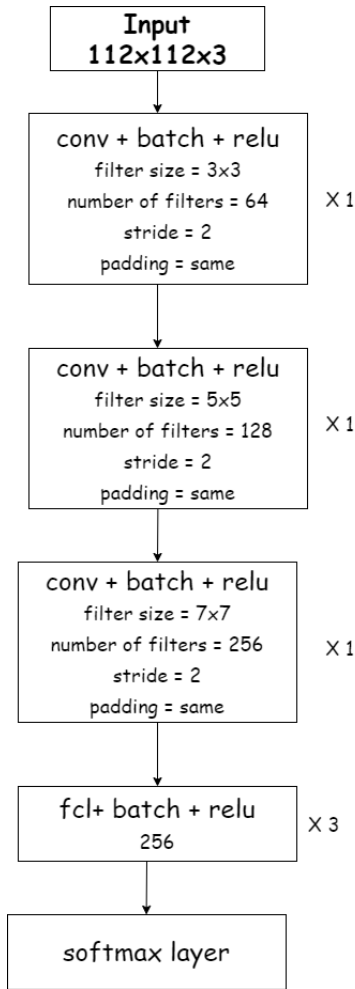 Input
112x112x3
conv + batch + relu
filter size = 3x3
number of filters = 64
stride = 2
padding = same
X 1
conv + batch + relu
filter size = 5x5
number of filters = 128
stride = 2
padding = same
X 1
conv + batch + relu
filter size = 7x7
number of filters = 256
stride = 2
padding = same
X 1
fcl+ batch + relu
256
X 3
softmax layer